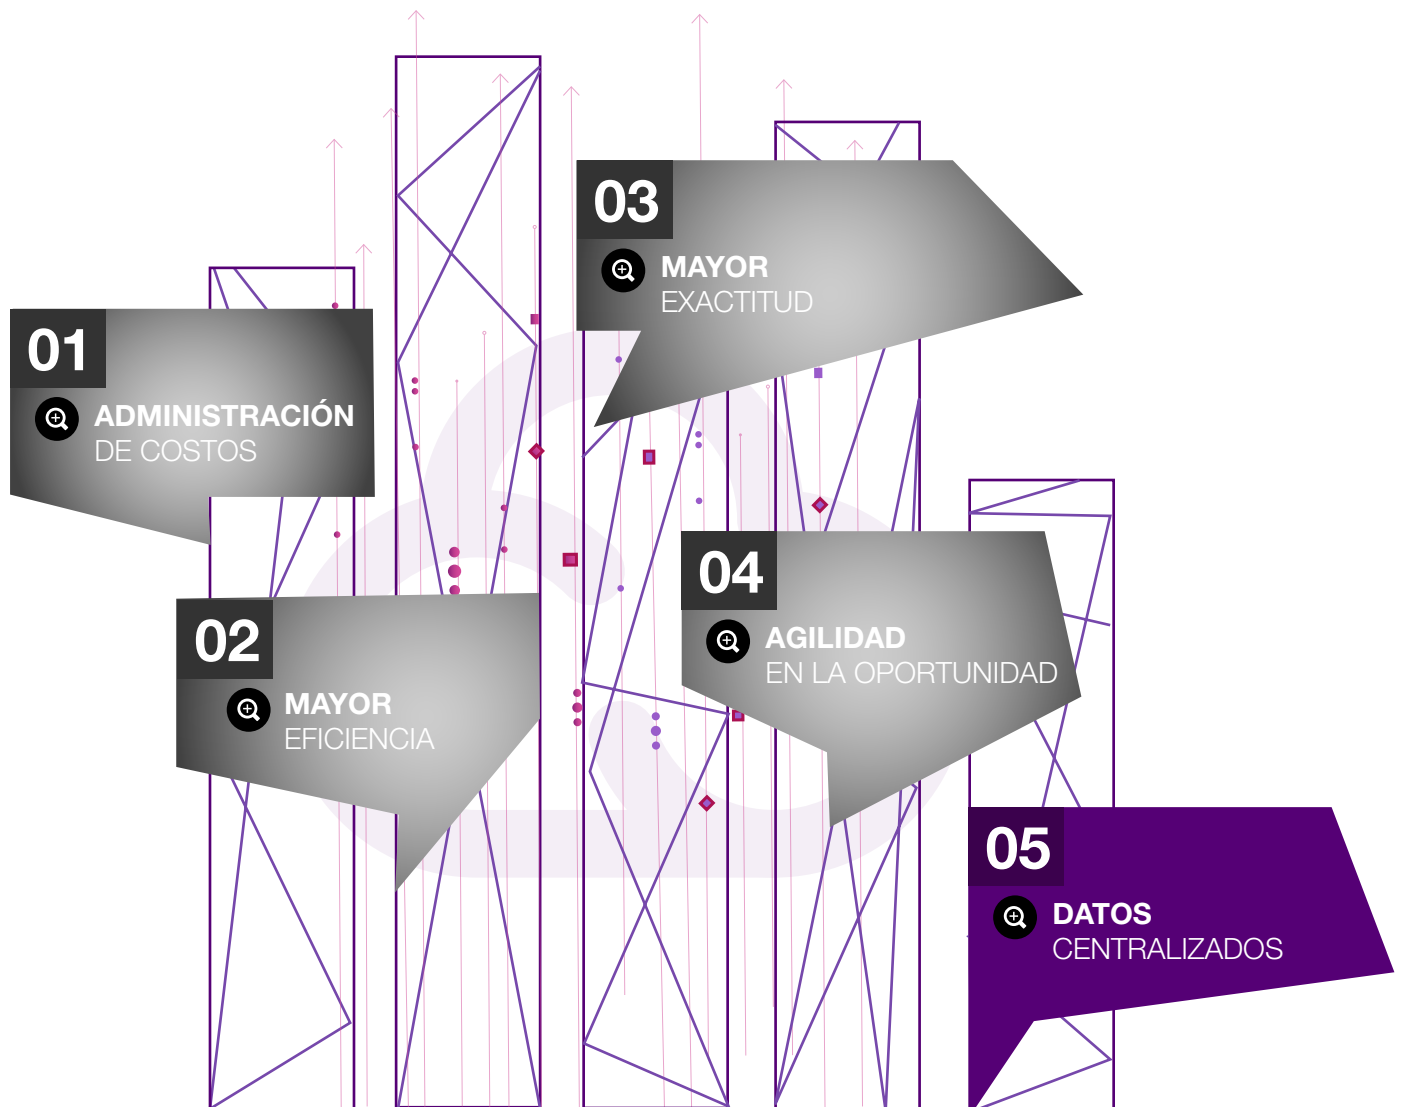 01
ADMINISTRACIÓN
DE COSTOS
02
MAYOR
EFICIENCIA
03
MAYOR
EXACTITUD
04
AGILIDAD
EN LA OPORTUNIDAD
05
DATOS
CENTRALIZADOS